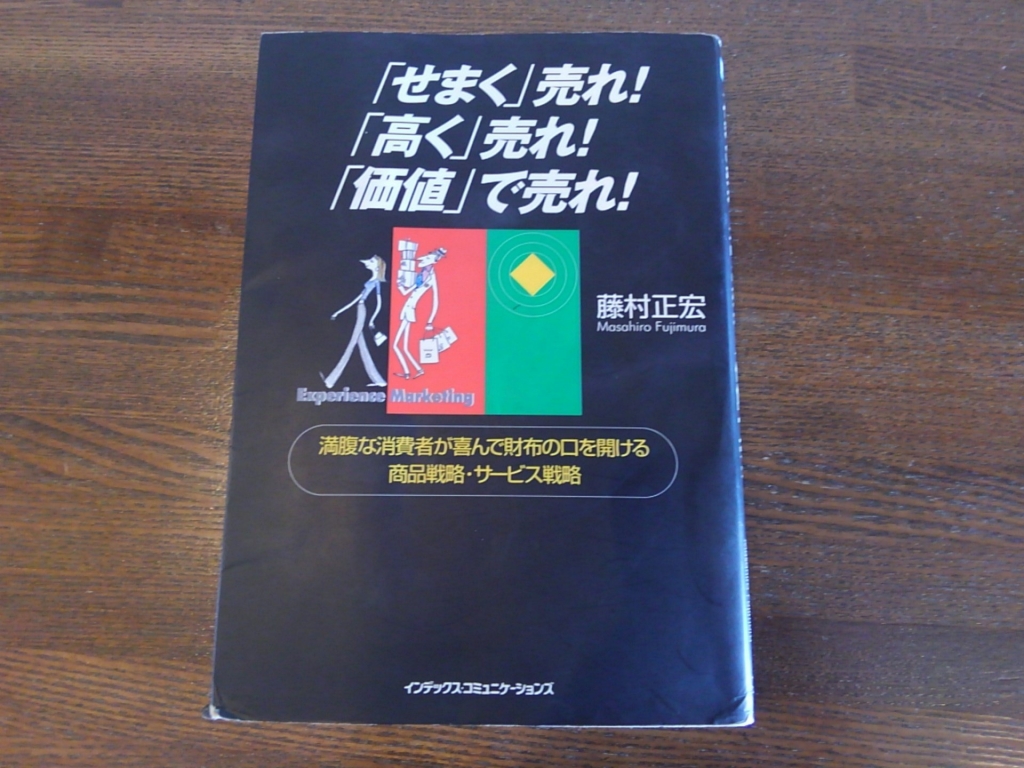 「せまく」売れ!
「高く」売れ!
「価値」で売れ!
藤村正宏
Masahiro Fujimura
Experience Marketing
満腹な消費者が喜んで財布の口を開ける
商品戦略・サービス戦略
インデックス・コミュニケーションズ